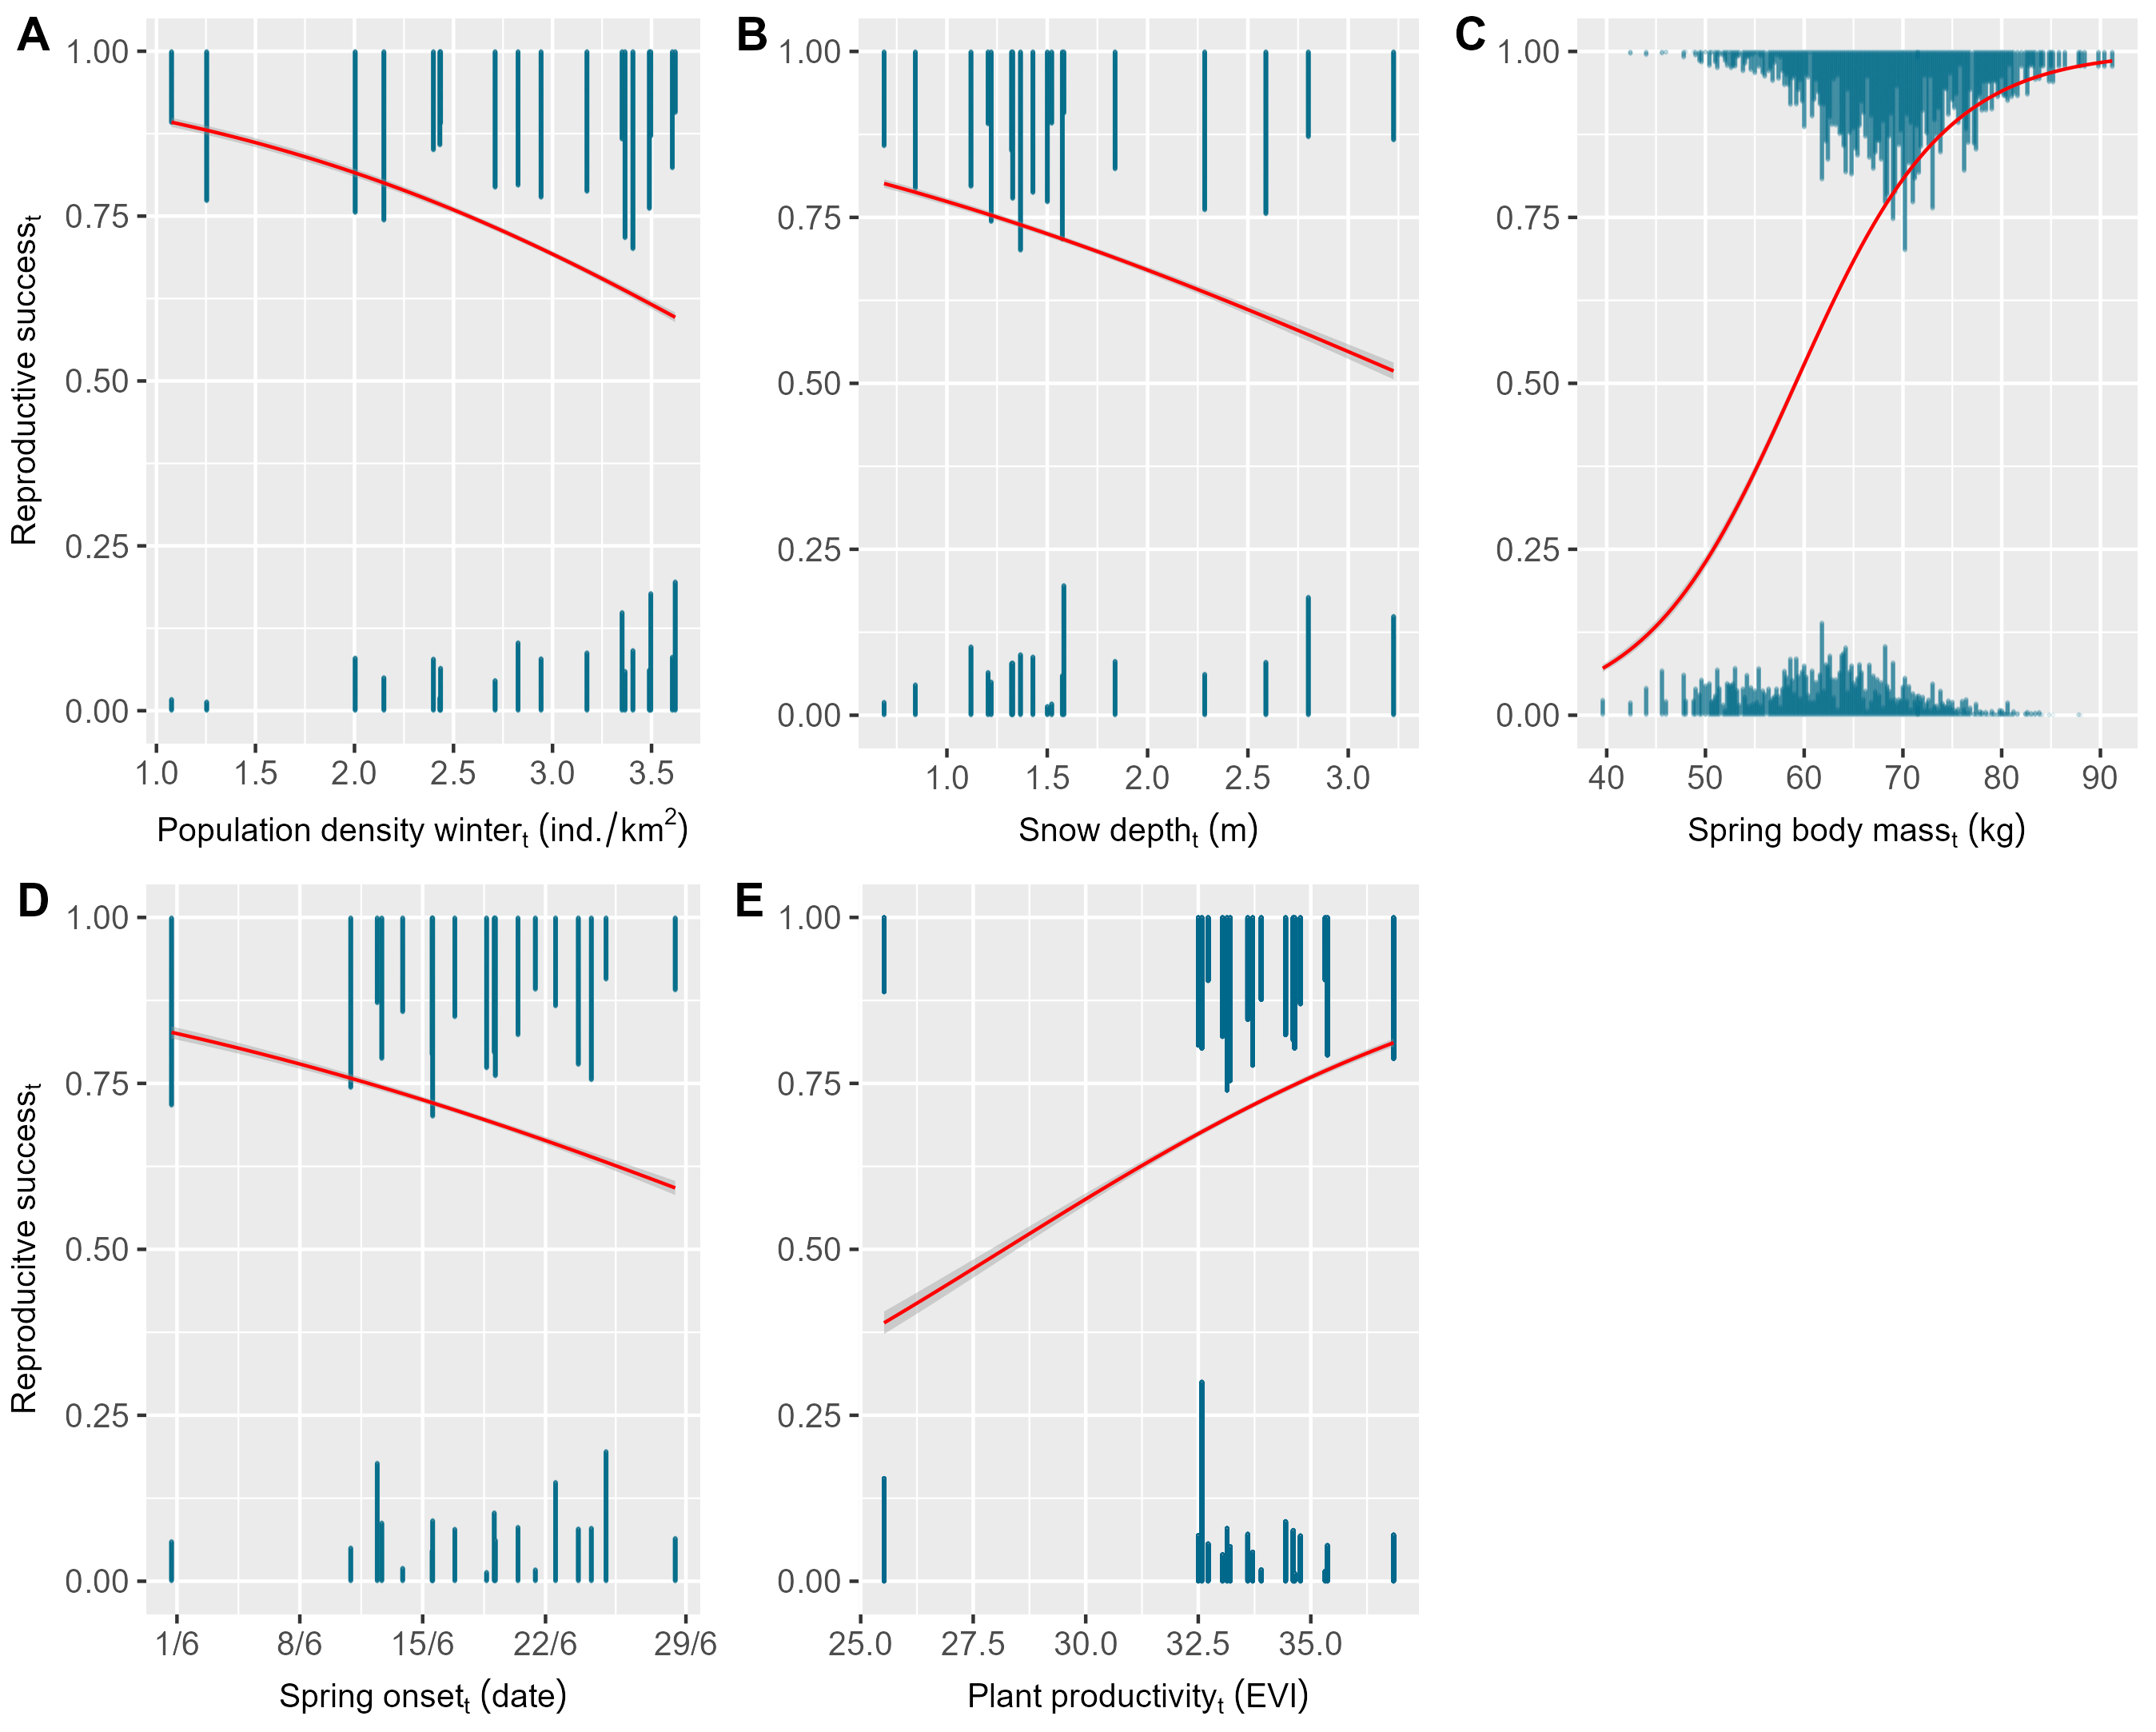 A
B
C
1.00
0.75
0.50
0.25
0.00
1.00
0.75
0.50
0.25
0.00
1.00
0.75
0.50
0.25
0.00
Reproductive success_t
1.0 1.5 2.0 2.5 3.0 3.5
1.0 1.5 2.0 2.5 3.0
40 50 60 70 80 90
Population density winter_t (ind./km²)
Snow depth_t (m)
Spring body mass_t (kg)
D
E
1.00
0.75
0.50
0.25
0.00
1.00
0.75
0.50
0.25
0.00
Reproducitve success_t
1/6 8/6 15/6 22/6 29/6
25.0 27.5 30.0 32.5 35.0
Spring onset_t (date)
Plant productivity_t (EVI)